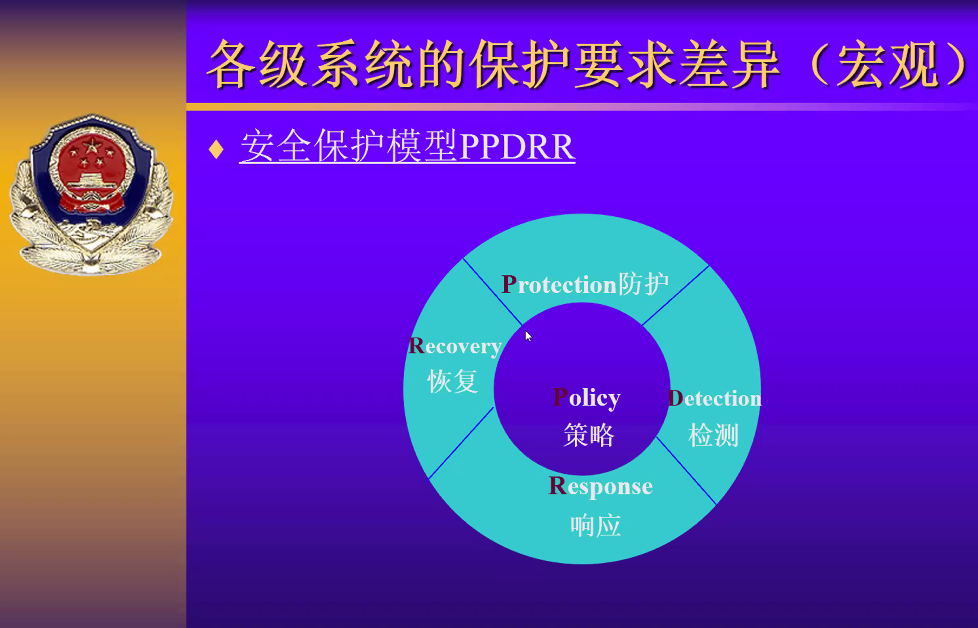 各级系统的保护要求差异（宏观）
安全保护模型PPDRR
Protection防护
Recovery
恢复
Policy
策略
Detection
检测
Response
响应